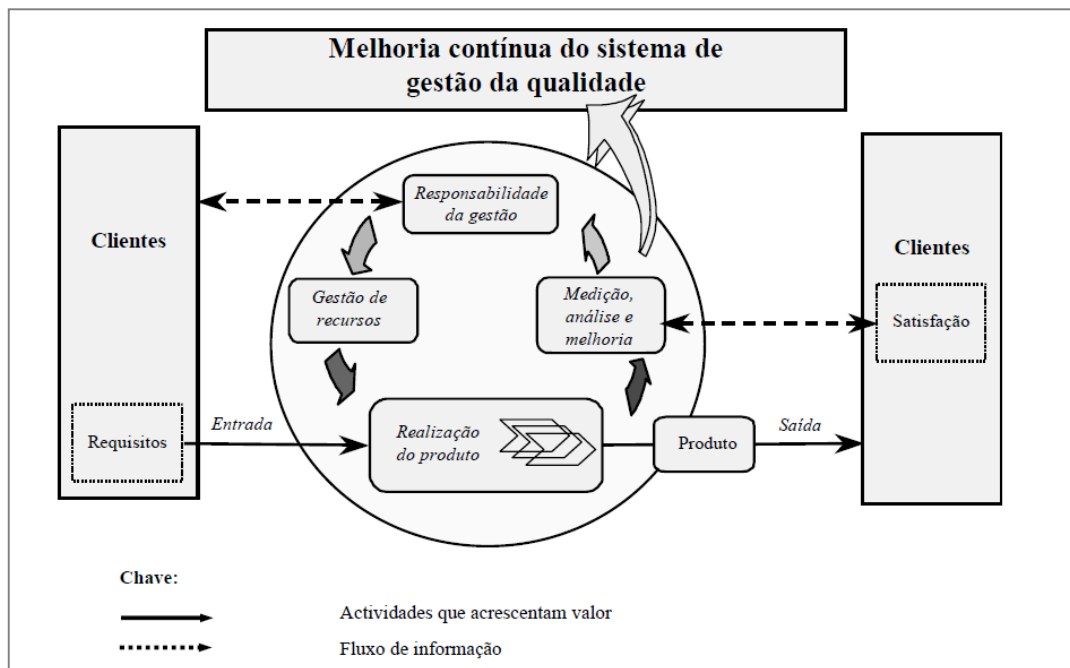 Melhoria contínua do sistema de
gestão da qualidade
Responsabilidade
da gestão
Clientes
Clientes
Gestão de
recursos
Medição,
análise e
melhoria
Satisfação
Requisitos
Entrada
Realização
do produto
Produto
Saída
Chave:
Actividades que acrescentam valor
Fluxo de informação